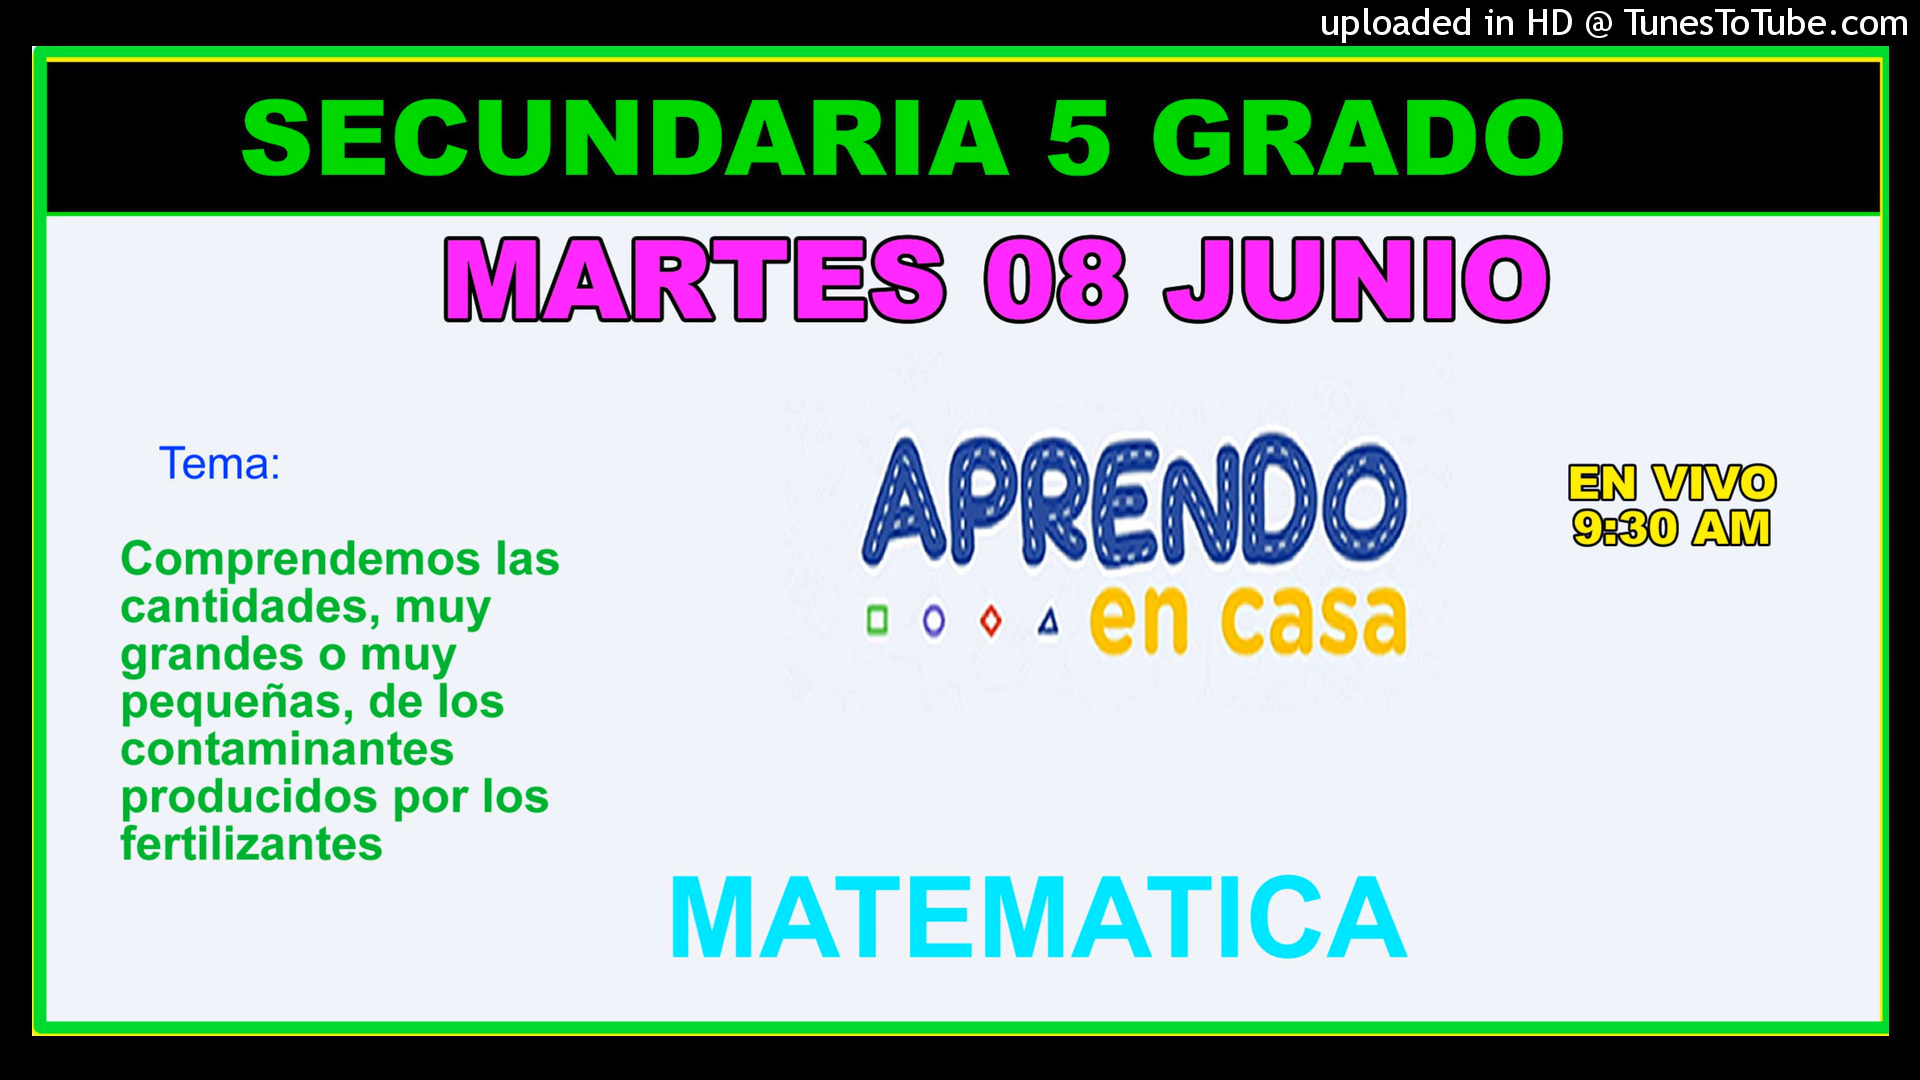 uploaded in HD @ TunesToTube.com
SECUNDARIA 5 GRADO
MARTES 08 JUNIO
Tema:
Comprendemos las
cantidades, muy
grandes o muy
pequeñas, de los
contaminantes
producidos por los
fertilizantes
APRENDO
en casa
EN VIVO
9:30 AM
MATEMATICA